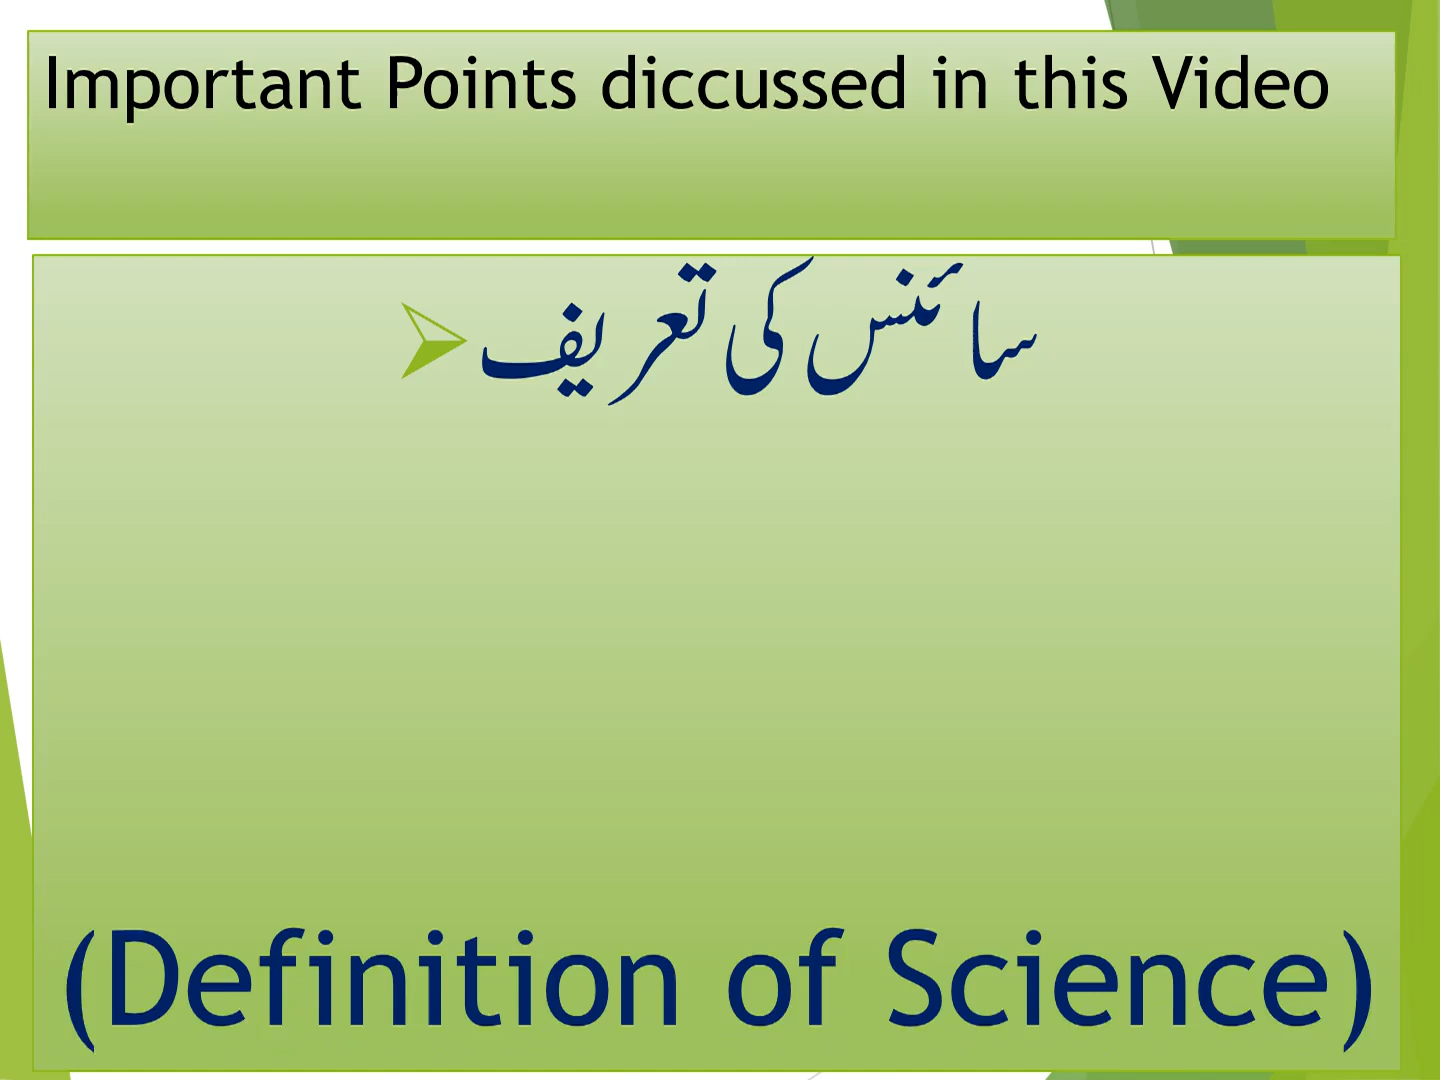 Important Points diccussed in this Video
سائنس کی تعریف
(Definition of Science)